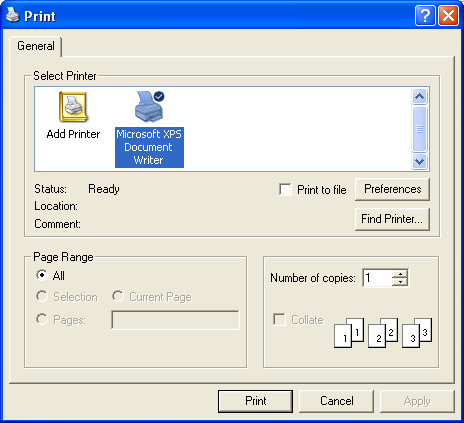 Print
General
Select Printer
Add Printer
Microsoft XPS
Document
Writer
Status: Ready
Print to file
Preferences
Location:
Comment:
Find Printer...
Page Range
All
Selection
Current Page
Pages:
Number of copies: 1
Collate
1 1 2 2 3 3
Print
Cancel
Apply